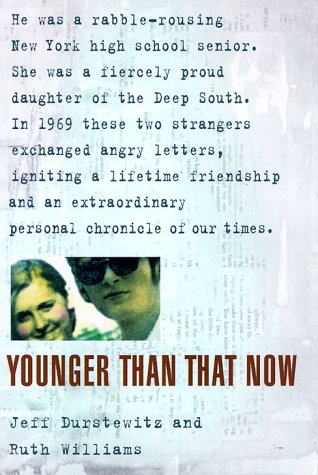 He was a rabble-rousing
New York high school senior.
She was a fiercely proud
daughter of the Deep South.
In 1969 these two strangers
exchanged angry letters,
igniting a lifetime friendship
and an extraordinary
personal chronicle of our times.
YOUNGER THAN THAT NOW
Jeff Durstewitz and
Ruth Williams